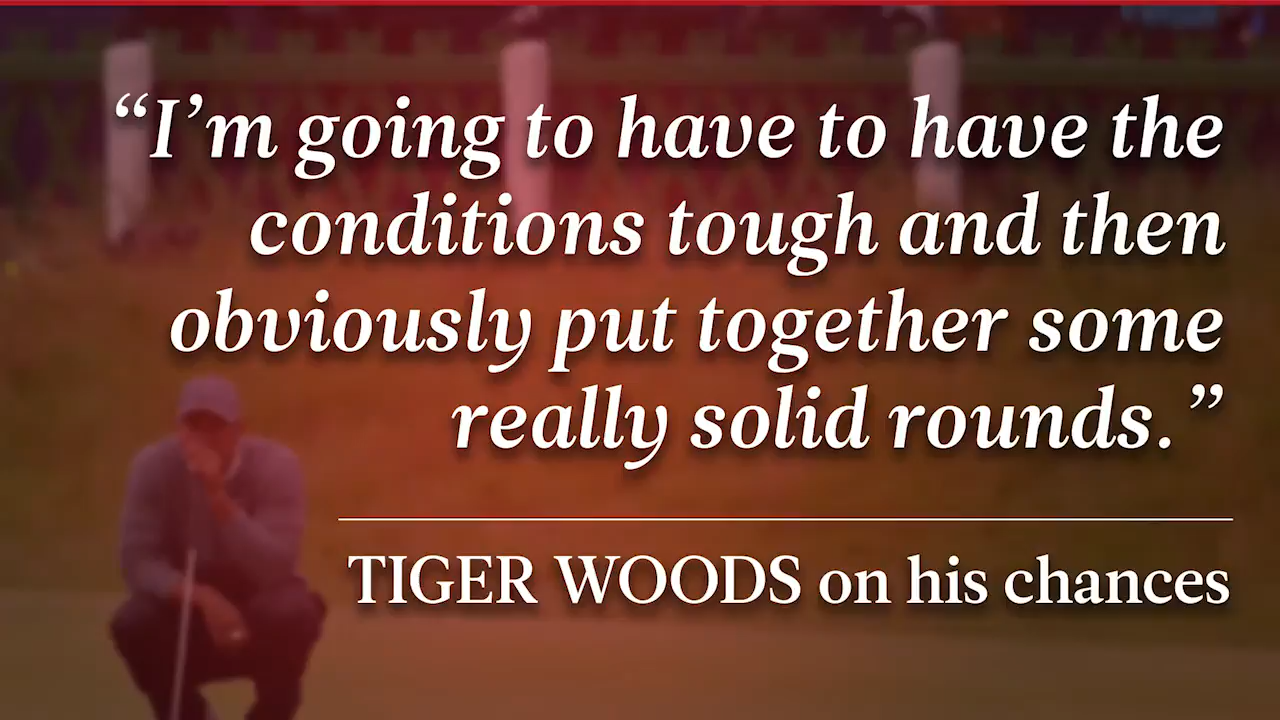 “I’m going to have to have the
conditions tough and then
obviously put together some
really solid rounds.”
TIGER WOODS on his chances